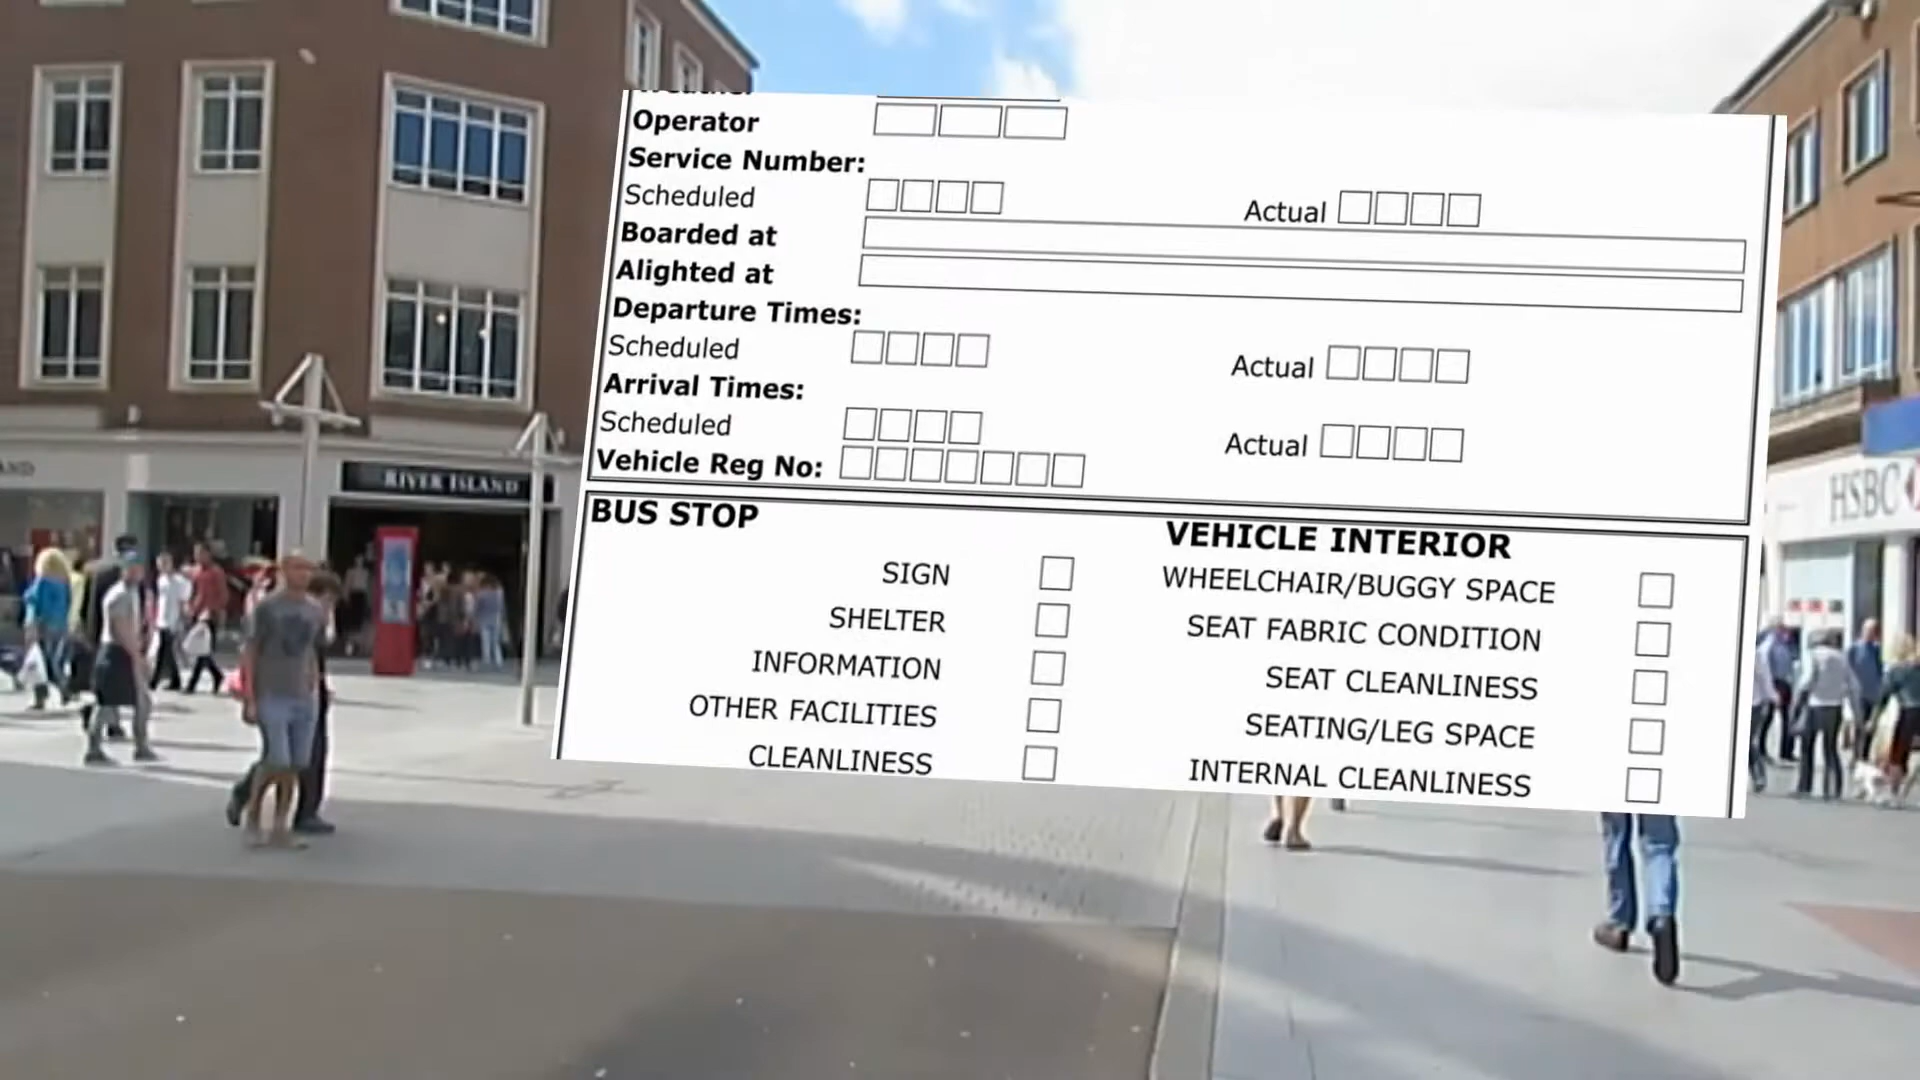 Operator
Service Number:
Scheduled
Actual
Boarded at
Alighted at
Departure Times:
Scheduled
Actual
Arrival Times:
Scheduled
Actual
Vehicle Reg No:
BUS STOP
SIGN
SHELTER
INFORMATION
OTHER FACILITIES
CLEANLINESS
VEHICLE INTERIOR
WHEELCHAIR/BUGGY SPACE
SEAT FABRIC CONDITION
SEAT CLEANLINESS
SEATING/LEG SPACE
INTERNAL CLEANLINESS
RIVER ISLAND
HSBC